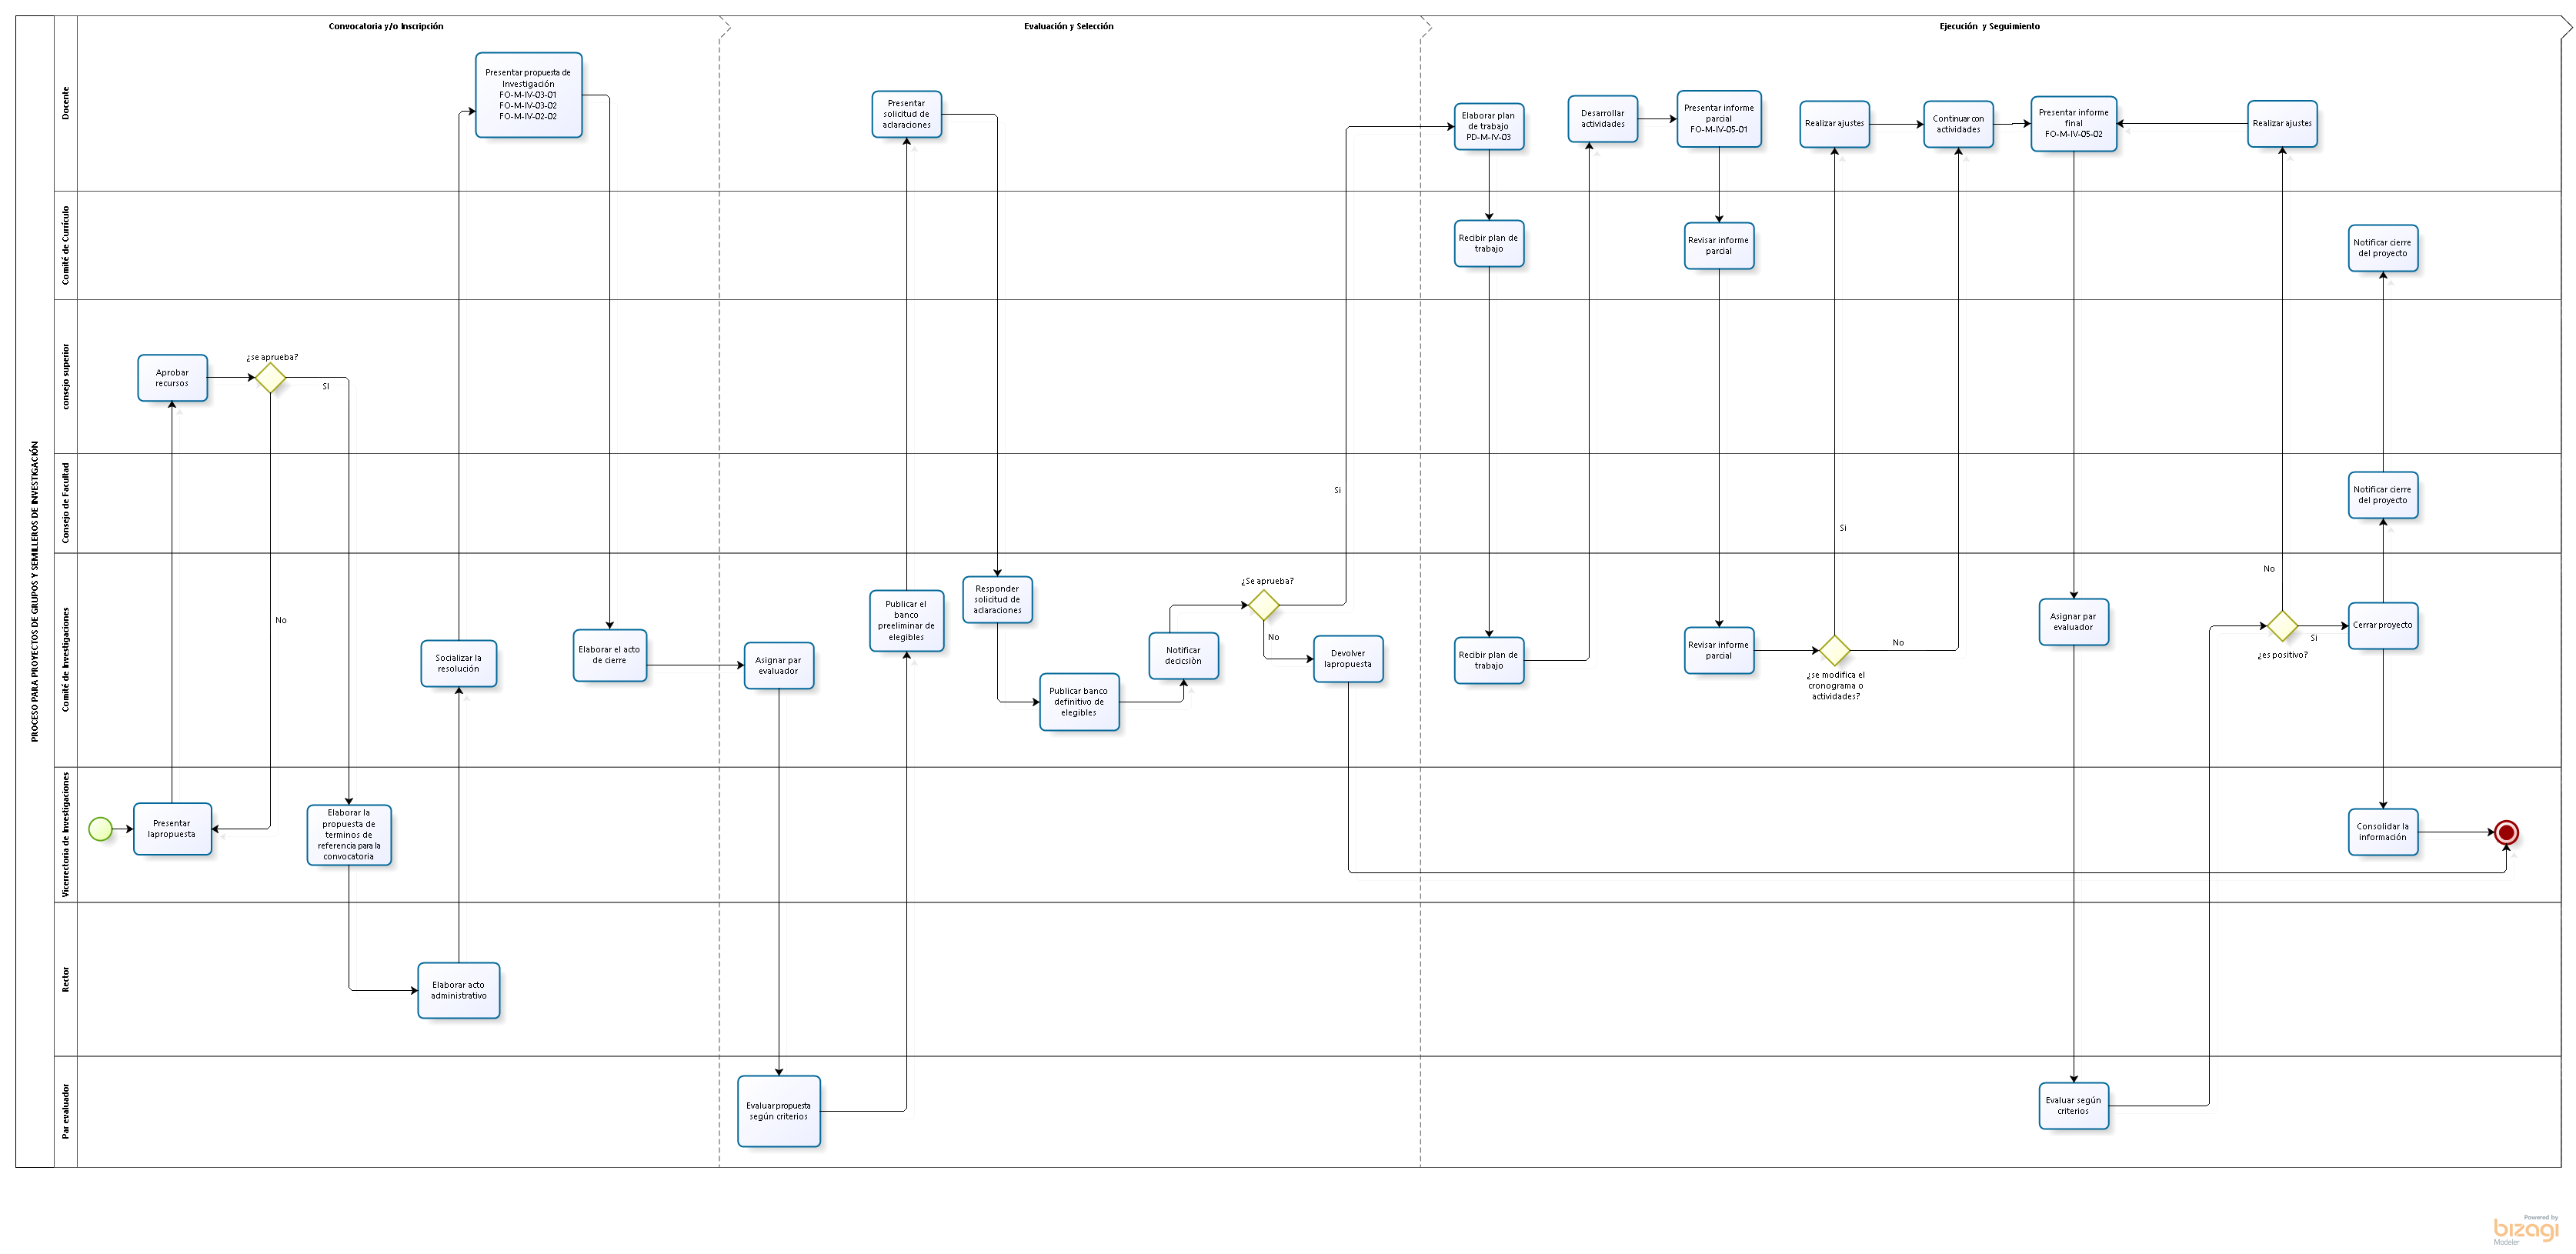 PROCESO PARA PROYECTOS DE GRUPOS Y SEMILLEROS DE INVESTIGACIÓN
Convocatoria y/o Inscripción
Evaluación y Selección
Ejecución y Seguimiento
Docente
Presentar propuesta de
Investigación
FO-M-IV-03-01
FO-M-IV-03-02
FO-M-IV-02-02
Presentar
solicitud de
aclaraciones
Elaborar plan
de trabajo
PD-M-IV-03
Desarrollar
actividades
Presentar informe
parcial
FO-M-IV-05-01
Realizar ajustes
Continuar con
actividades
Presentar informe
final
FO-M-IV-05-02
Realizar ajustes
Comité de Currículo
Recibir plan de
trabajo
Revisar informe
parcial
Notificar cierre
del proyecto
consejo superior
Aprobar
recursos
¿se aprueba?
SI
No
Consejo de Facultad
Si
Si
Notificar cierre
del proyecto
Comité de Investigaciones
Socializar la
resolución
Elaborar el acto
de cierre
Asignar par
evaluador
Publicar el
banco
preeliminar de
elegibles
Responder
solicitud de
aclaraciones
Publicar banco
definitivo de
elegibles
Notificar
decicsiòn
¿Se aprueba?
No
Devolver
lapropuesta
Recibir plan de
trabajo
Revisar informe
parcial
¿se modifica el
cronograma o
actividades?
No
Asignar par
evaluador
No
¿es positivo?
Si
Cerrar proyecto
Vicerrectoria de Investigaciones
Presentar
lapropuesta
Elaborar la
propuesta de
terminos de
referencia para la
convocatoria
Consolidar la
información
Rector
Elaborar acto
administrativo
Par evaluador
Evaluar propuesta
según criterios
Evaluar según
criterios
Powered by
bizagi
Modeler